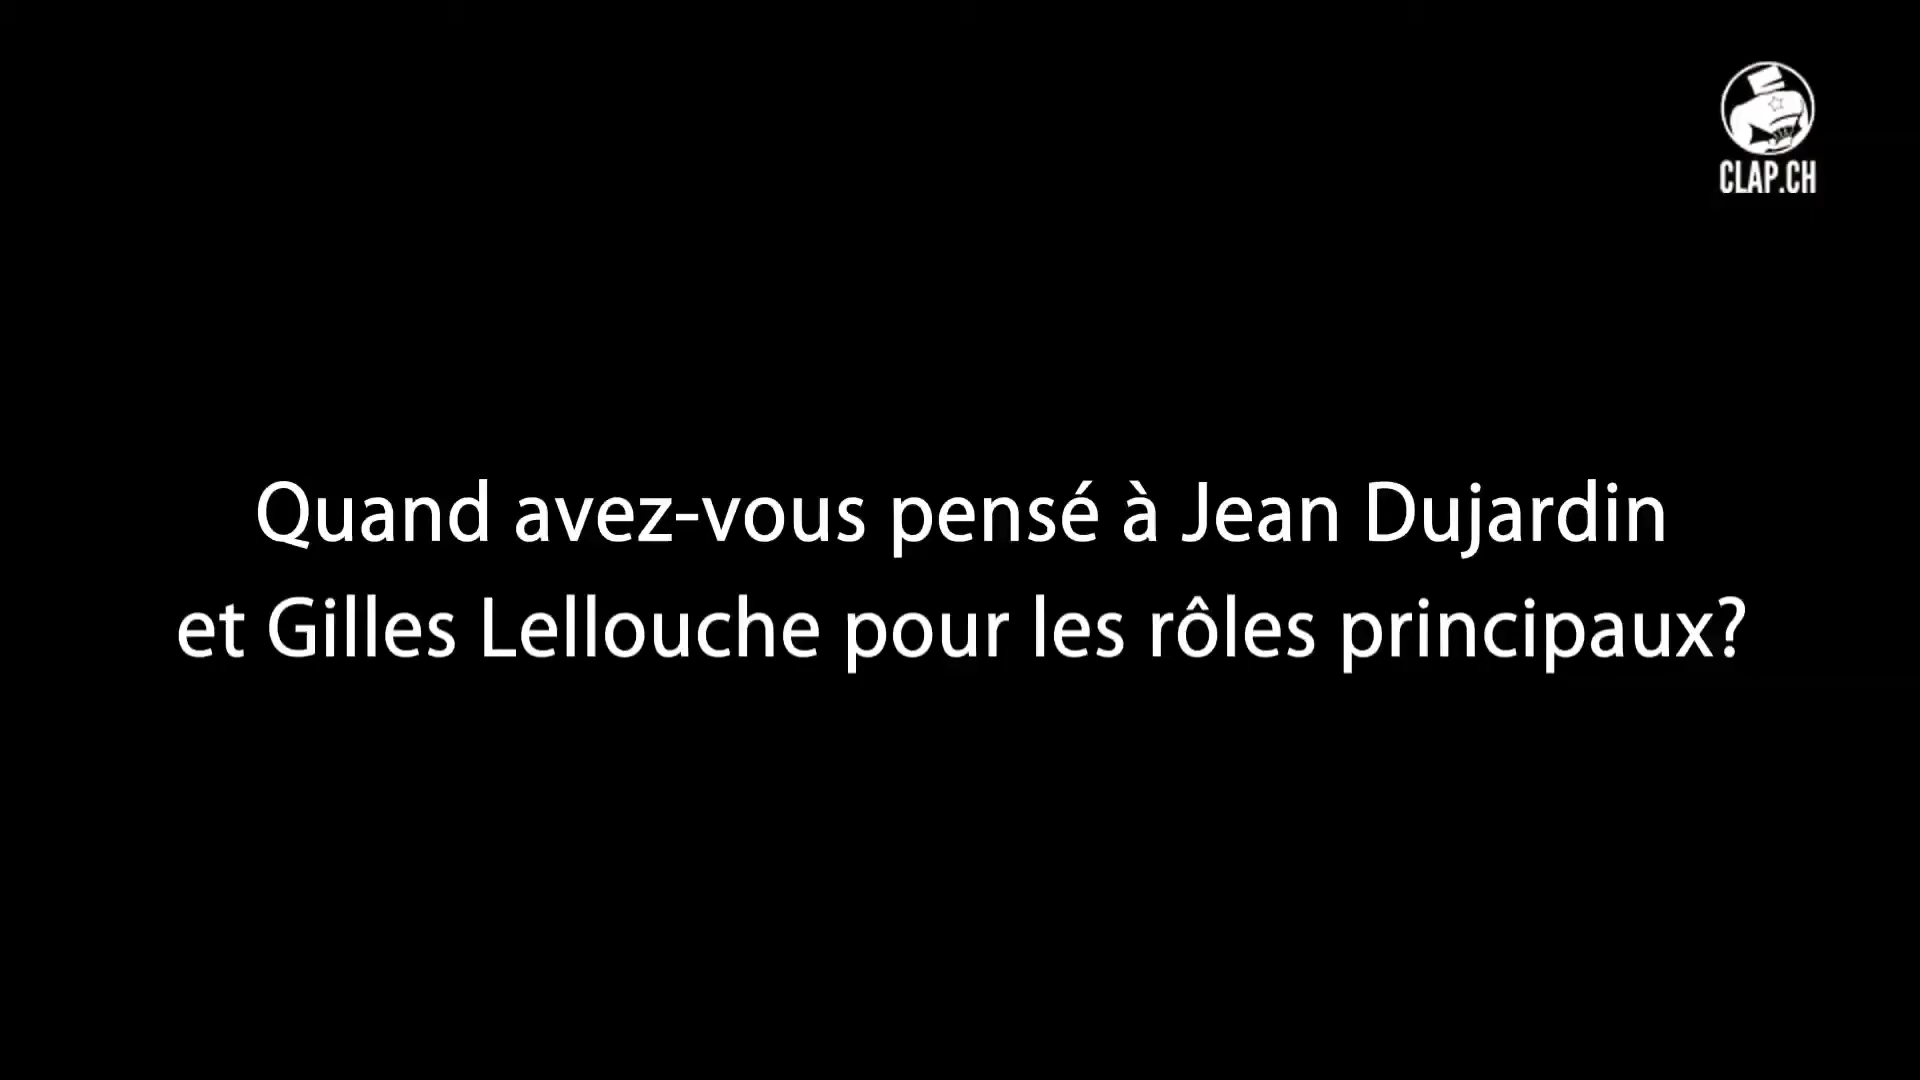 CLAP.CH
Quand avez-vous pensé à Jean Dujardin
et Gilles Lellouche pour les rôles principaux?